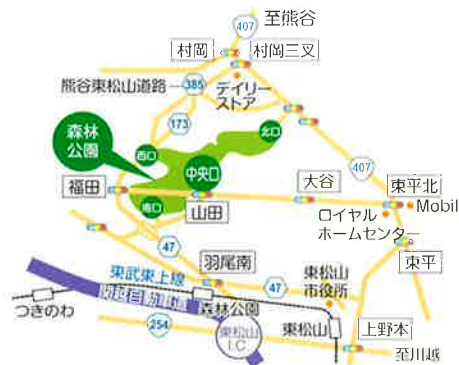 至熊谷
407
村岡
村岡三叉
熊谷東松山道路
385
デイリー
ストア
173
森林
公園
西口
北口
中央口
407
福田
大谷
東平北
Mobil
南口
山田
ロイヤル
ホームセンター
47
羽尾南
東平
東武東上線
東松山
市役所
47
森林公園
つきのわ
東松山
I.C.
東松山
上野本
254
至川越